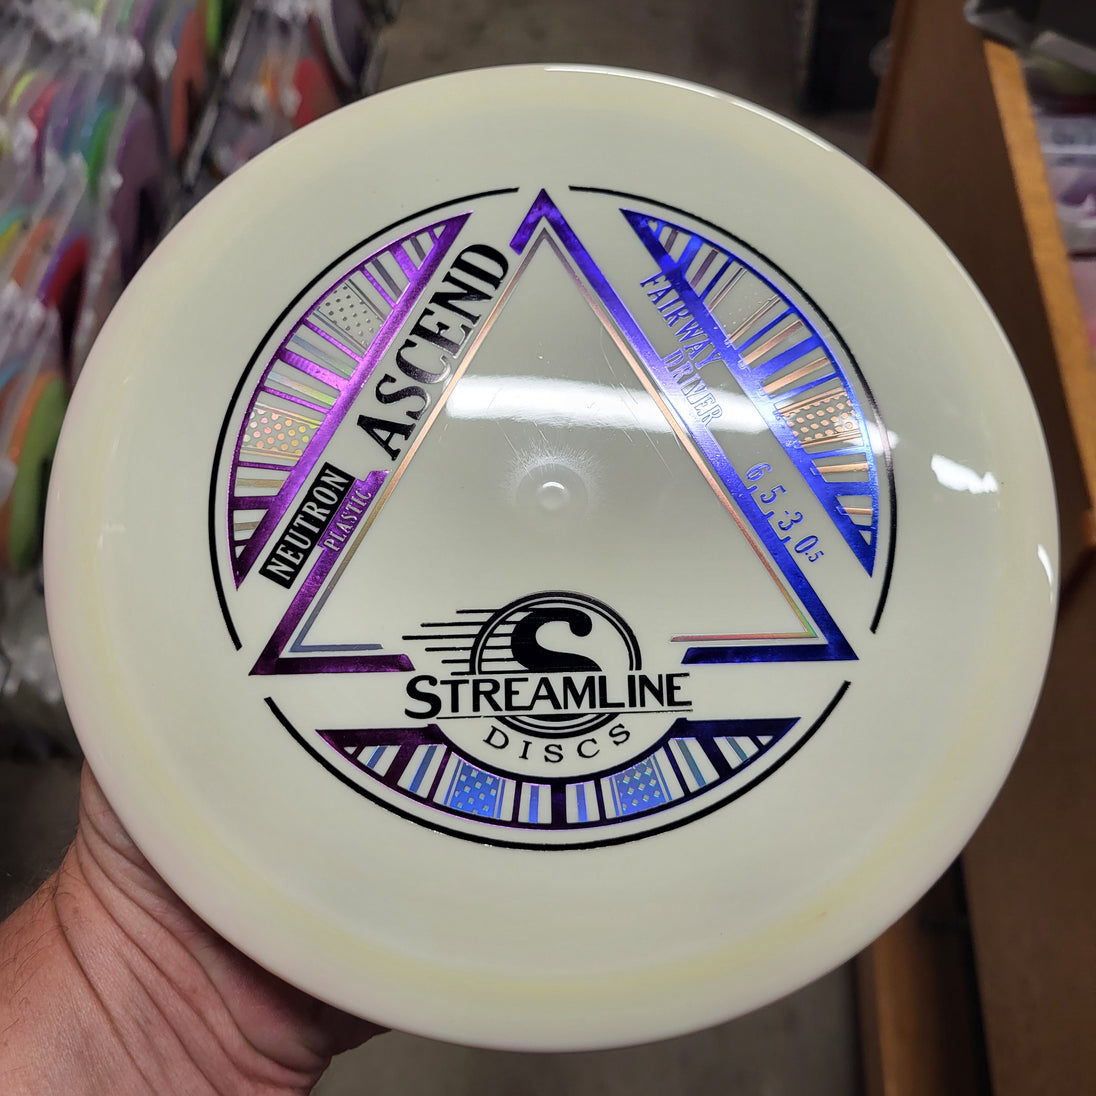 ASCEND
NEUTRON
PLASTIC
FAIRWAY
DRIVER
6, 5, -3, 0.5
S
STREAMLINE
DISCS